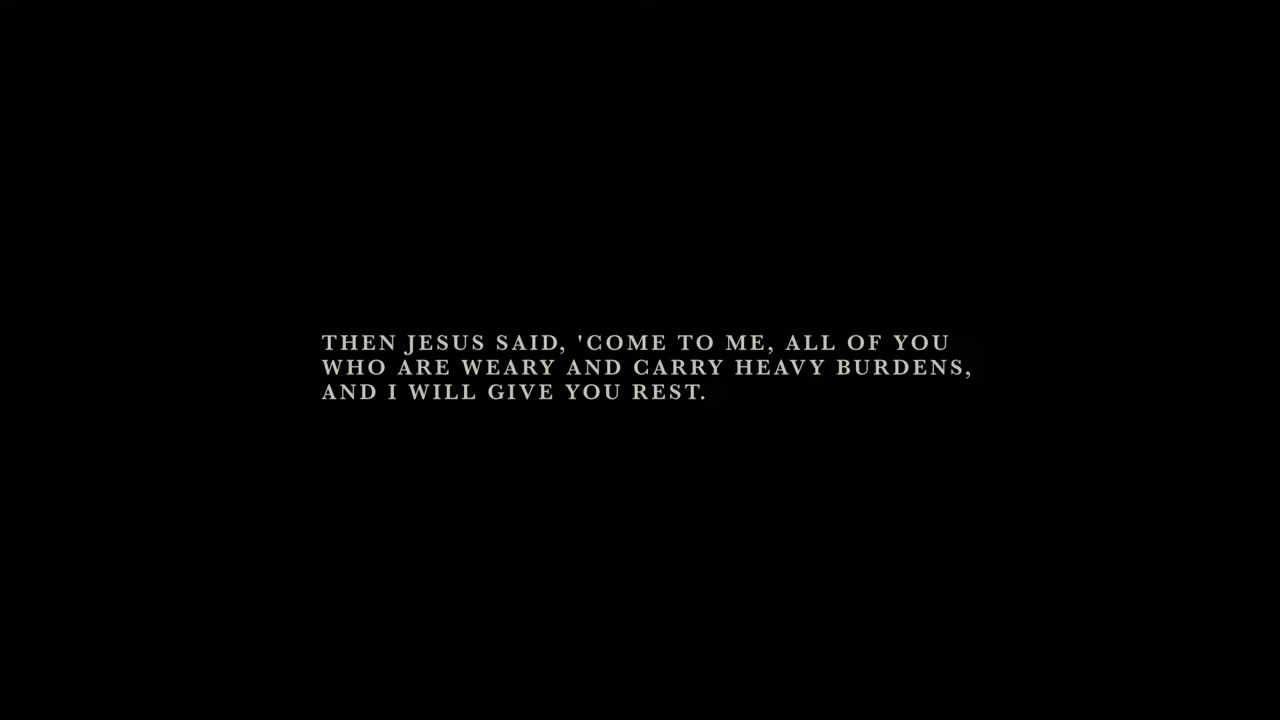 THEN JESUS SAID, 'COME TO ME, ALL OF YOU
WHO ARE WEARY AND CARRY HEAVY BURDENS,
AND I WILL GIVE YOU REST.